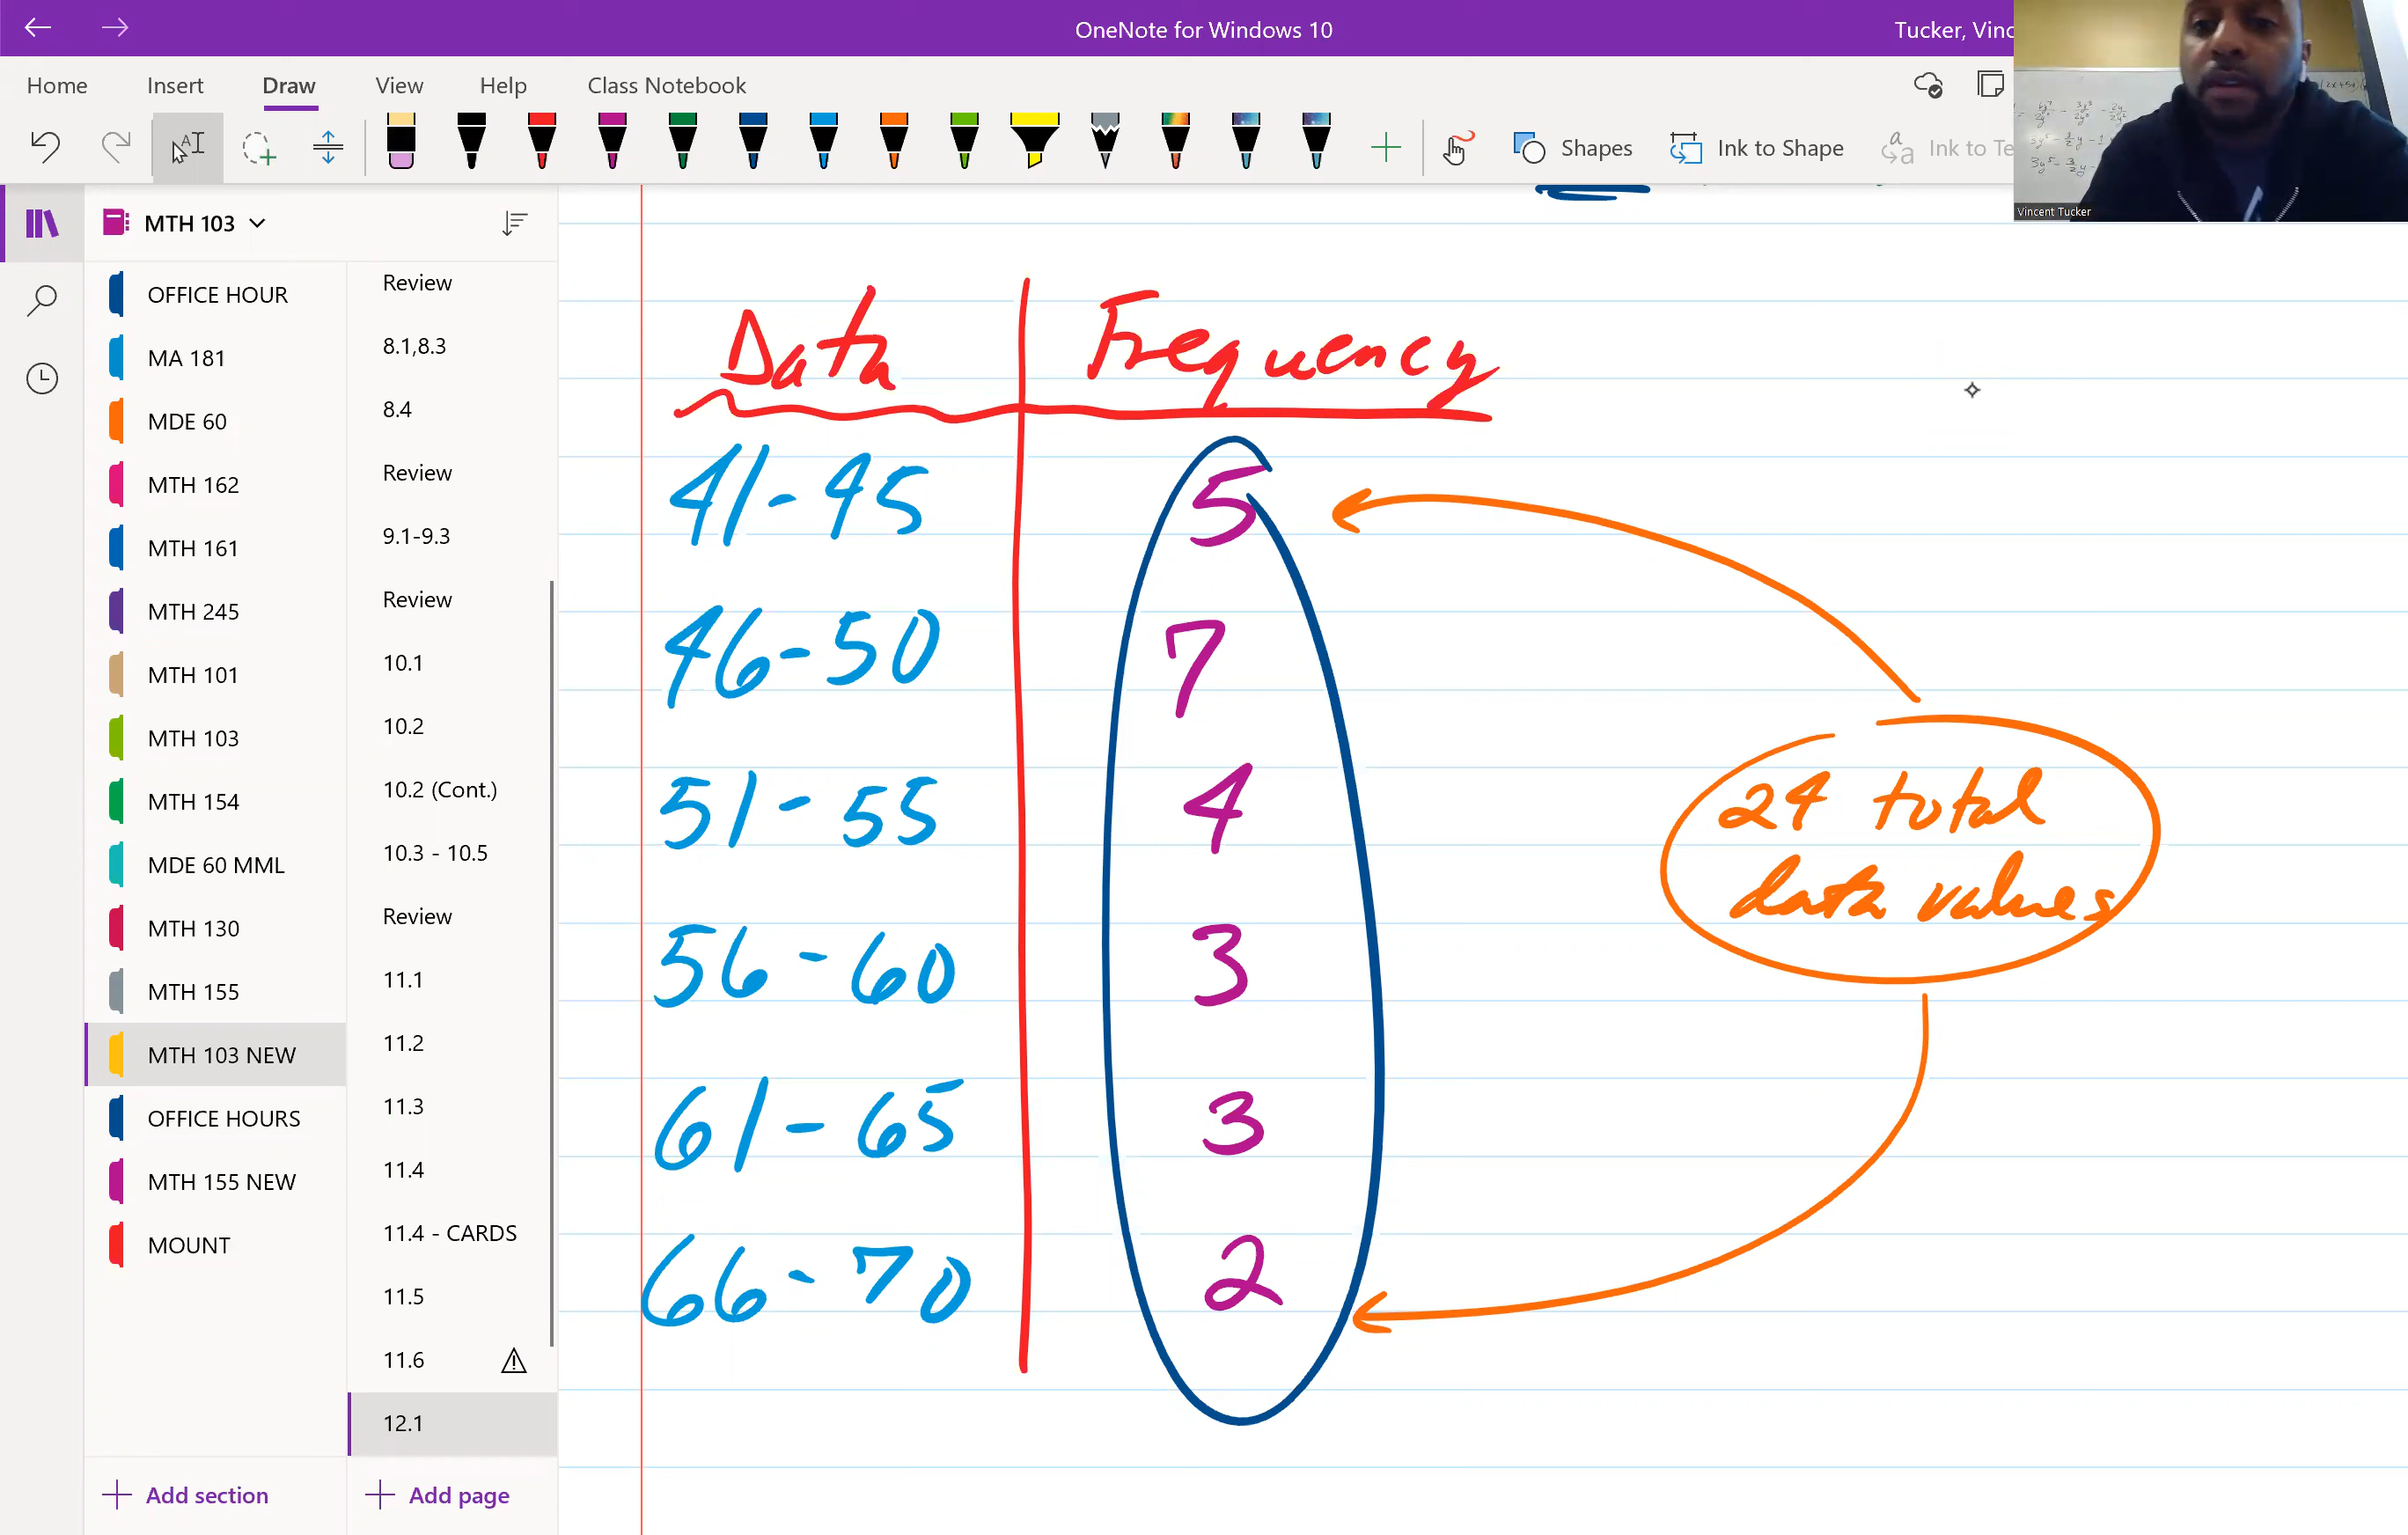 OneNote for Windows 10
Tucker, Vinc
Home Insert Draw View Help Class Notebook
Shapes Ink to Shape Ink to Te
Vincent Tucker
MTH 103
OFFICE HOUR
MA 181
MDE 60
MTH 162
MTH 161
MTH 245
MTH 101
MTH 103
MTH 154
MDE 60 MML
MTH 130
MTH 155
MTH 103 NEW
OFFICE HOURS
MTH 155 NEW
MOUNT
Add section
Review
8.1,8.3
8.4
Review
9.1-9.3
Review
10.1
10.2
10.2 (Cont.)
10.3 - 10.5
Review
11.1
11.2
11.3
11.4
11.4 - CARDS
11.5
11.6
12.1
Add page
Data Frequency
41-45 5
46-50 7
51-55 4
56-60 3
61-65 3
66-70 2
24 total
data values